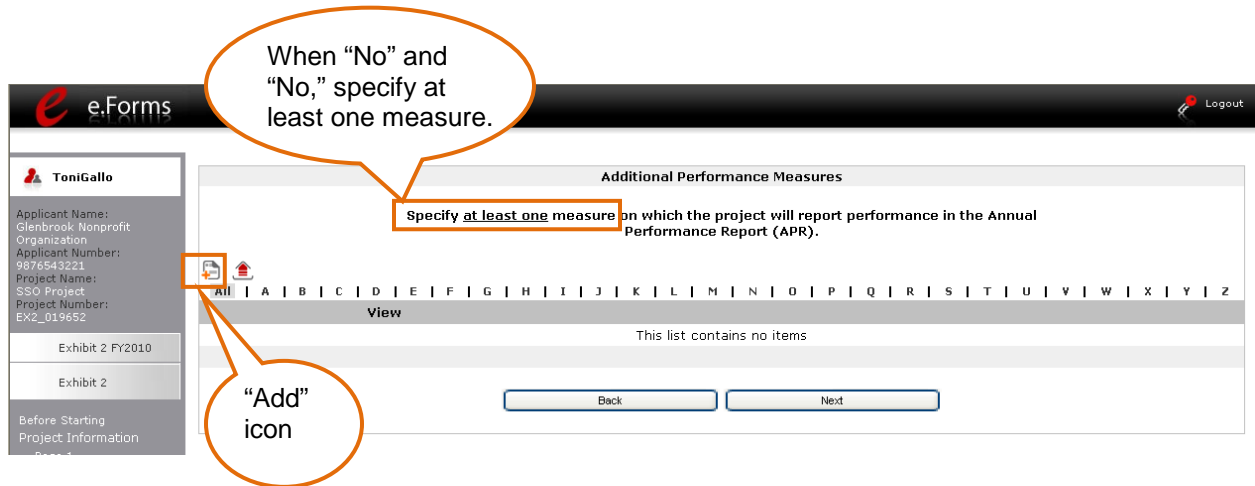 When “No” and
“No,” specify at
least one measure.
e e.Forms
Logout
ToniGallo
Applicant Name:
Glenbrook Nonprofit
Organization
Applicant Number:
9876543221
Project Name:
SSO Project
Project Number:
EX2_019652
Exhibit 2 FY2010
Exhibit 2
Before Starting
Project Information
Additional Performance Measures
Specify at least one measure on which the project will report performance in the Annual
Performance Report (APR).
All | A | B | C | D | E | F | G | H | I | J | K | L | M | N | O | P | Q | R | S | T | U | V | W | X | Y | Z
View
This list contains no items
Back Next
“Add”
icon